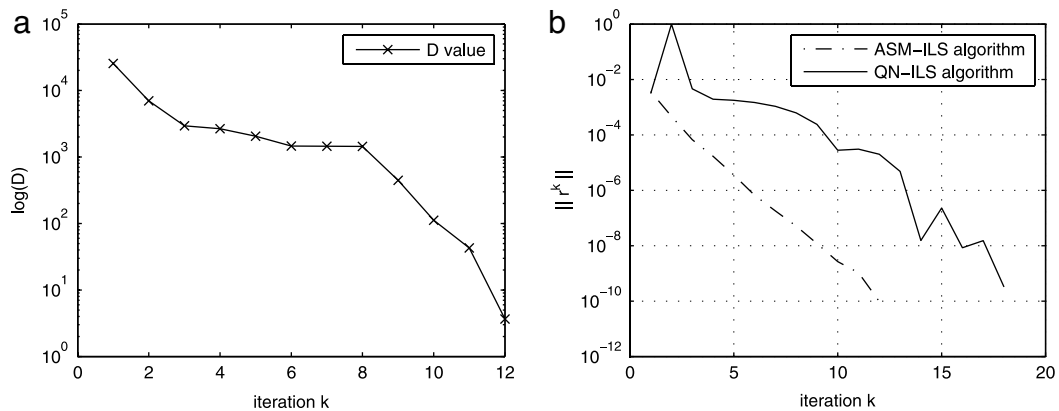 a
10^5
10^4
10^3
10^2
10^1
10^0
log(D)
0
2
4
6
8
10
12
iteration k
D value
b
10^0
10^-2
10^-4
10^-6
10^-8
10^-10
10^-12
|| r^k ||
0
5
10
15
20
iteration k
ASM-ILS algorithm
QN-ILS algorithm